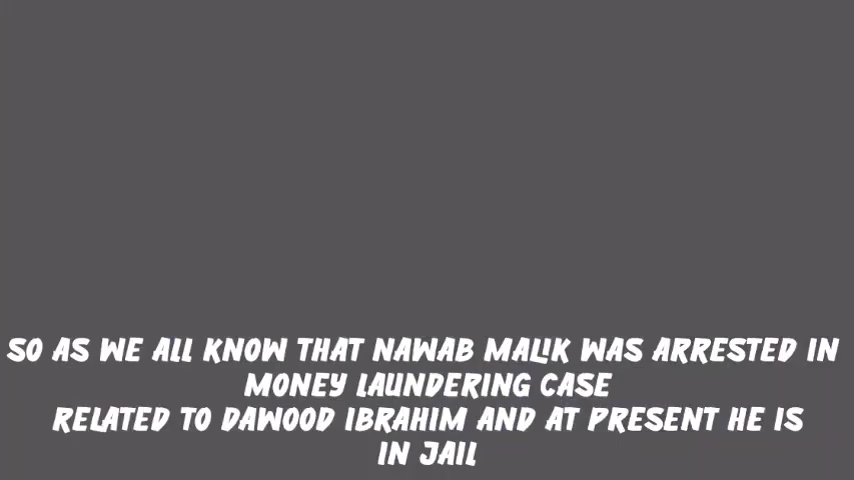 SO AS WE ALL KNOW THAT NAWAB MALIK WAS ARRESTED IN
MONEY LAUNDERING CASE
RELATED TO DAWOOD IBRAHIM AND AT PRESENT HE IS
IN JAIL